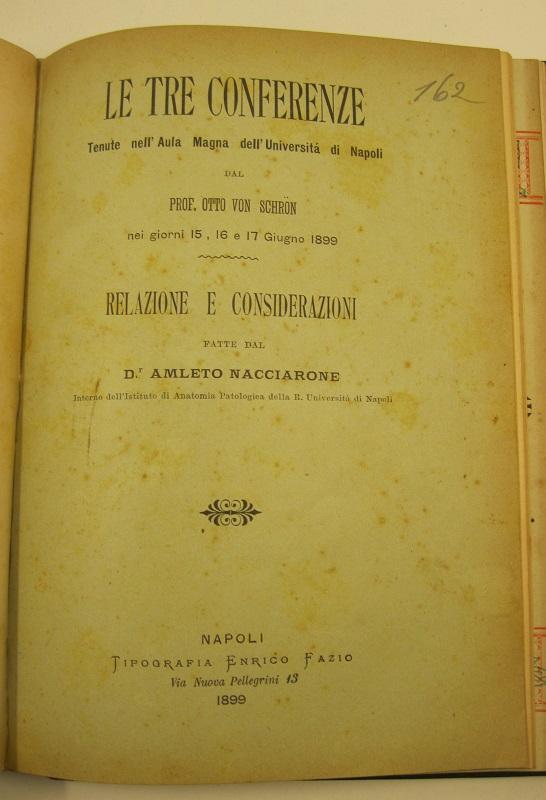 162
LE TRE CONFERENZE
Tenute nell'Aula Magna dell'Universitá di Napoli
DAL
PROF. OTTO VON SCHRÖN
nei giorni 15, 16 e 17 Giugno 1899
RELAZIONE E CONSIDERAZIONI
FATTE DAL
D.r AMLETO NACCIARONE
Interno dell'Istituto di Anatomia Patologica della R. Universitá di Napoli
NAPOLI
TIPOGRAFIA ENRICO FAZIO
Via Nuova Pellegrini 13
1899